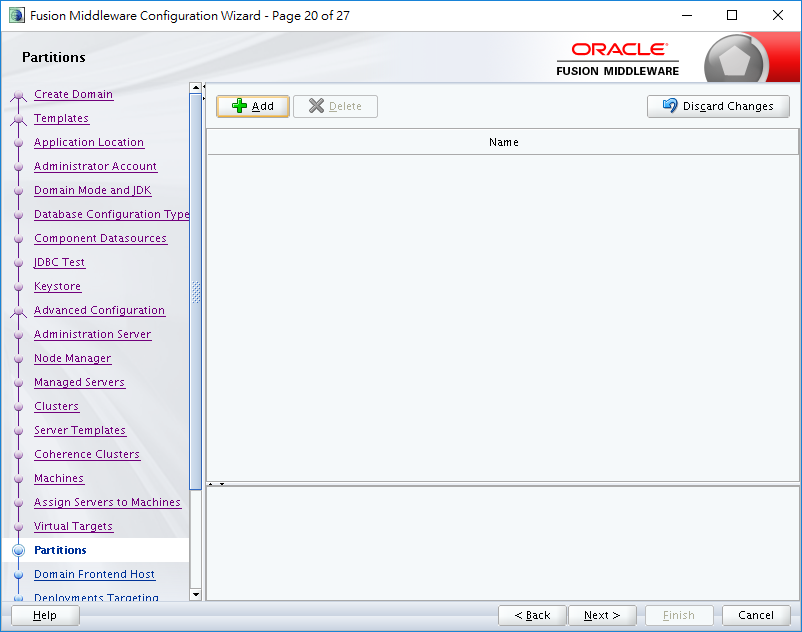 Fusion Middleware Configuration Wizard - Page 20 of 27
Partitions
ORACLE
FUSION MIDDLEWARE
Create Domain
Templates
Application Location
Administrator Account
Domain Mode and JDK
Database Configuration Type
Component Datasources
JDBC Test
Keystore
Advanced Configuration
Administration Server
Node Manager
Managed Servers
Clusters
Server Templates
Coherence Clusters
Machines
Assign Servers to Machines
Virtual Targets
Partitions
Domain Frontend Host
Deployments Targeting
Add
Delete
Discard Changes
Name
Help
< Back
Next >
Finish
Cancel